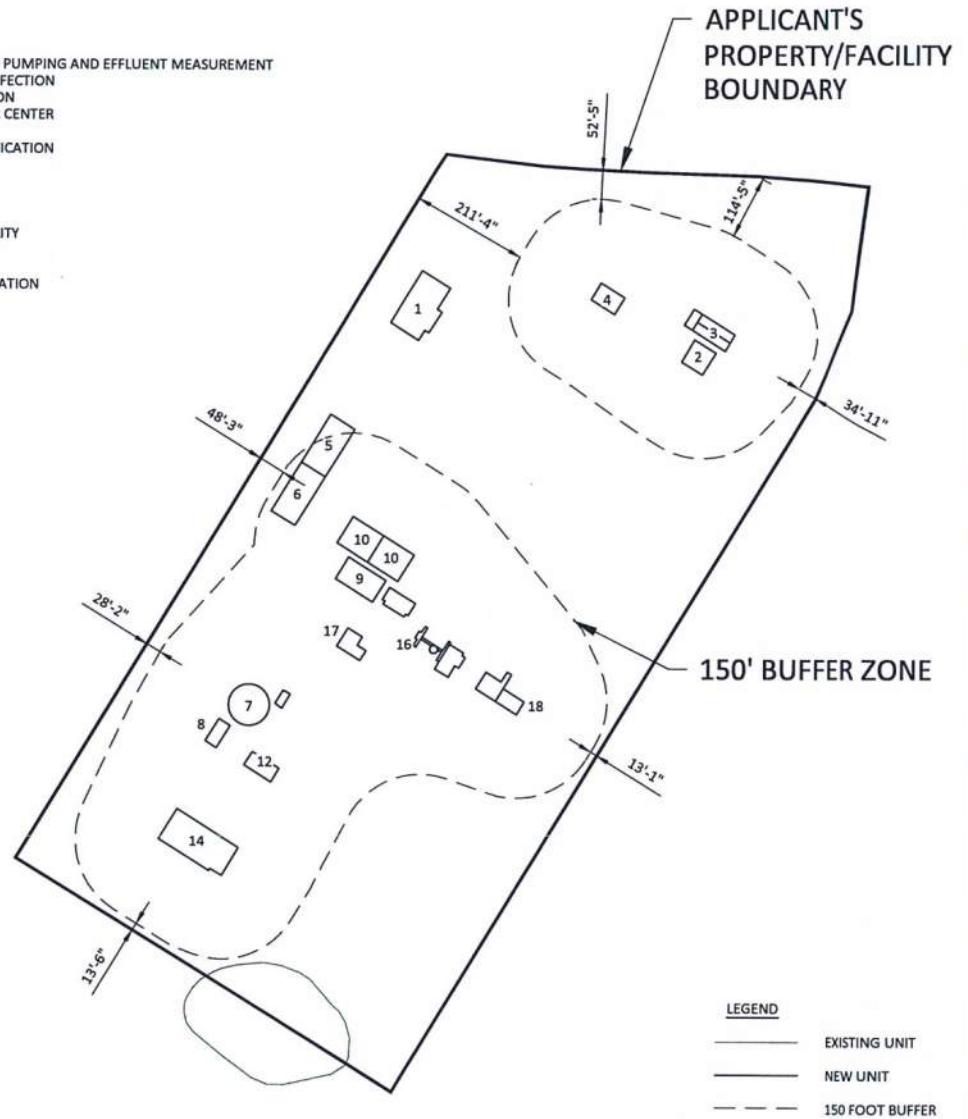 PUMPING AND EFFLUENT MEASUREMENT
FECTION
ON
CENTER
ICATION
ITY
ATION
APPLICANT'S
PROPERTY/FACILITY
BOUNDARY
52'-5"
114'-5"
211'-4"
1
4
3
2
34'-11"
48'-3"
5
6
10
10
9
28'-2"
17
16
150' BUFFER ZONE
7
18
8
12
13'-1"
14
13'-6"
LEGEND
EXISTING UNIT
NEW UNIT
150 FOOT BUFFER